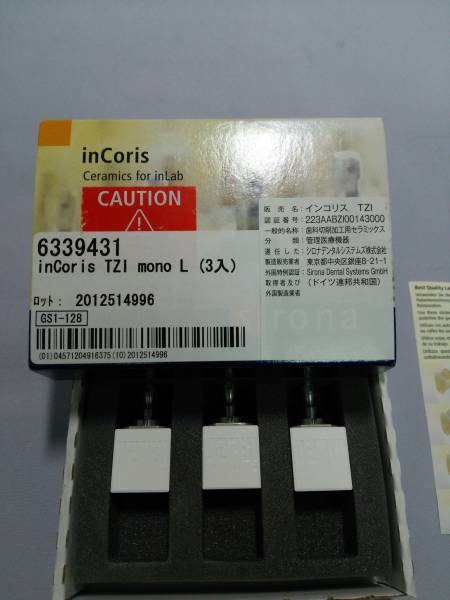 inCoris
Ceramics for inLab
CAUTION
6339431
inCoris TZI mono L (3入)
ロット: 2012514996
GS1-128
(01)04571204916375(10)2012514996
販売名:インコリス TZI
認証番号:223AABZI00143000
一般的名称:歯科切削加工用セラミックス
分類:管理医療機器
選任した:シロナデンタルシステムズ株式会社
製造販売業者 東京都中央区銀座8-21-1
外国特例認証:Sirona Dental Systems GmbH
取得者及び (ドイツ連邦共和国)
外国製造業者
Best Quality La